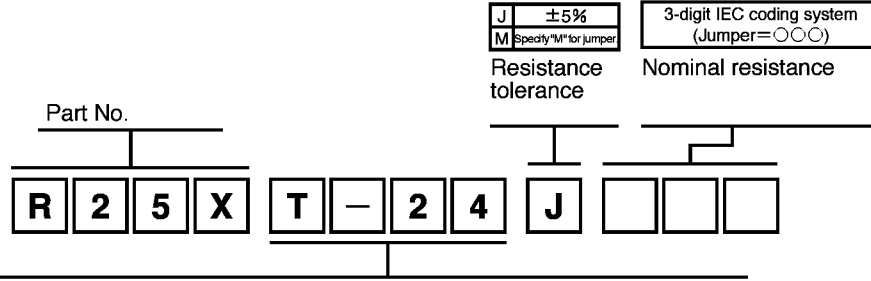 J ±5%
M Specify"M"for jumper.
3-digit IEC coding system
(Jumper=○○○)
Resistance
tolerance
Nominal resistance
Part No.
R 2 5 X T − 2 4 J